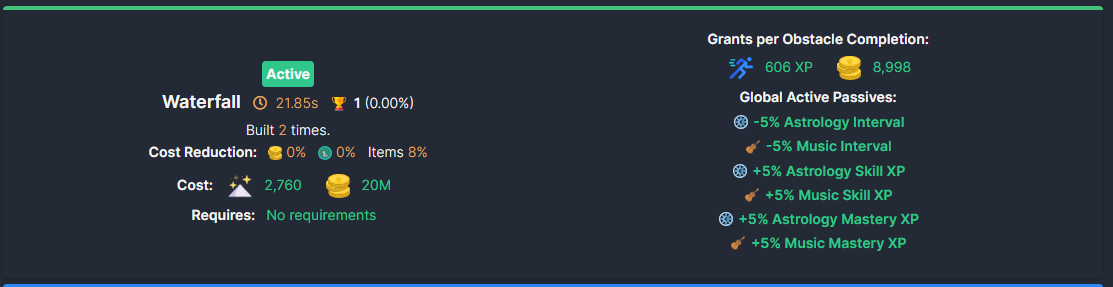 Active
Waterfall 21.85s 1 (0.00%)
Built 2 times.
Cost Reduction: 0% 0% Items 8%
Cost: 2,760 20M
Requires: No requirements
Grants per Obstacle Completion:
606 XP 8,998
Global Active Passives:
-5% Astrology Interval
-5% Music Interval
+5% Astrology Skill XP
+5% Music Skill XP
+5% Astrology Mastery XP
+5% Music Mastery XP